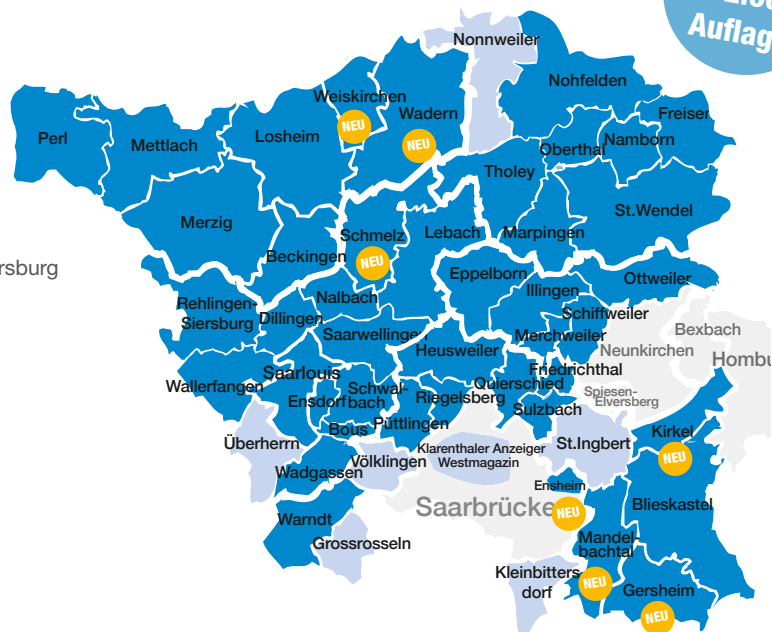 Auflag
Nonnweiler
Nohfelden
Weiskirchen
NEU
Wadern
NEU
Freisen
Perl
Mettlach
Losheim
Oberthal
Namborn
Tholey
St.Wendel
Merzig
Schmelz
NEU
Lebach
Marpingen
Beckingen
rsburg
Eppelborn
Ottweiler
Illingen
Nalbach
Rehlingen-
Siersburg
Dillingen
Schiffweiler
Saarwellingen
Merchweiler
Bexbach
Neunkirchen
Heusweiler
Hombu
Friedrichthal
Saarlouis
Wallerfangen
Quierschied
Schwal-
bach
Ensdorf
Riegelsberg
Spiesen-
Elversberg
Sulzbach
Bous
Püttlingen
Kirkel
NEU
Überherrn
St.Ingbert
Klarenthaler Anzeiger
Westmagazin
Völklingen
Wadgassen
Ensheim
NEU
Saarbrücke
Blieskastel
Warndt
Mandel-
bachtal
NEU
Grossrosseln
Kleinbitters
dorf
Gersheim
NEU